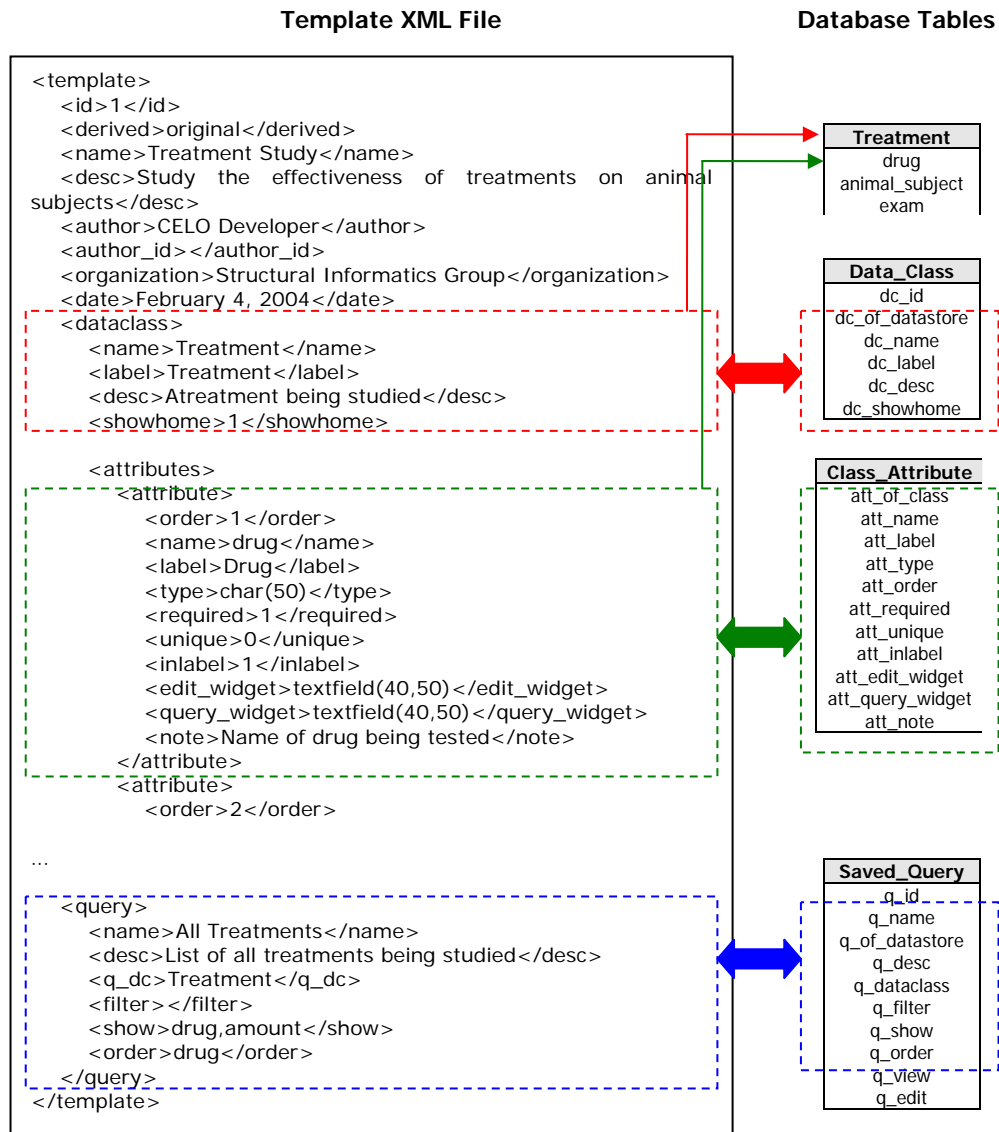 Template XML File
Database Tables
<template>
<id>1</id>
<derived>original</derived>
<name>Treatment Study</name>
<desc>Study the effectiveness of treatments on animal
subjects</desc>
<author>CELO Developer</author>
<author_id></author_id>
<organization>Structural Informatics Group</organization>
<date>February 4, 2004</date>
<dataclass>
<name>Treatment</name>
<label>Treatment</label>
<desc>Atreatment being studied</desc>
<showhome>1</showhome>
<attributes>
<attribute>
<order>1</order>
<name>drug</name>
<label>Drug</label>
<type>char(50)</type>
<required>1</required>
<unique>0</unique>
<inlabel>1</inlabel>
<edit_widget>textfield(40,50)</edit_widget>
<query_widget>textfield(40,50)</query_widget>
<note>Name of drug being tested</note>
</attribute>
<attribute>
<order>2</order>
...
<query>
<name>All Treatments</name>
<desc>List of all treatments being studied</desc>
<q_dc>Treatment</q_dc>
<filter></filter>
<show>drug,amount</show>
<order>drug</order>
</query>
</template>
Treatment
drug
animal_subject
exam
Data_Class
dc_id
dc_of_datastore
dc_name
dc_label
dc_desc
dc_showhome
Class_Attribute
att_of_class
att_name
att_label
att_type
att_order
att_required
att_unique
att_inlabel
att_edit_widget
att_query_widget
att_note
Saved_Query
q_id
q_name
q_of_datastore
q_desc
q_dataclass
q_filter
q_show
q_order
q_view
q_edit